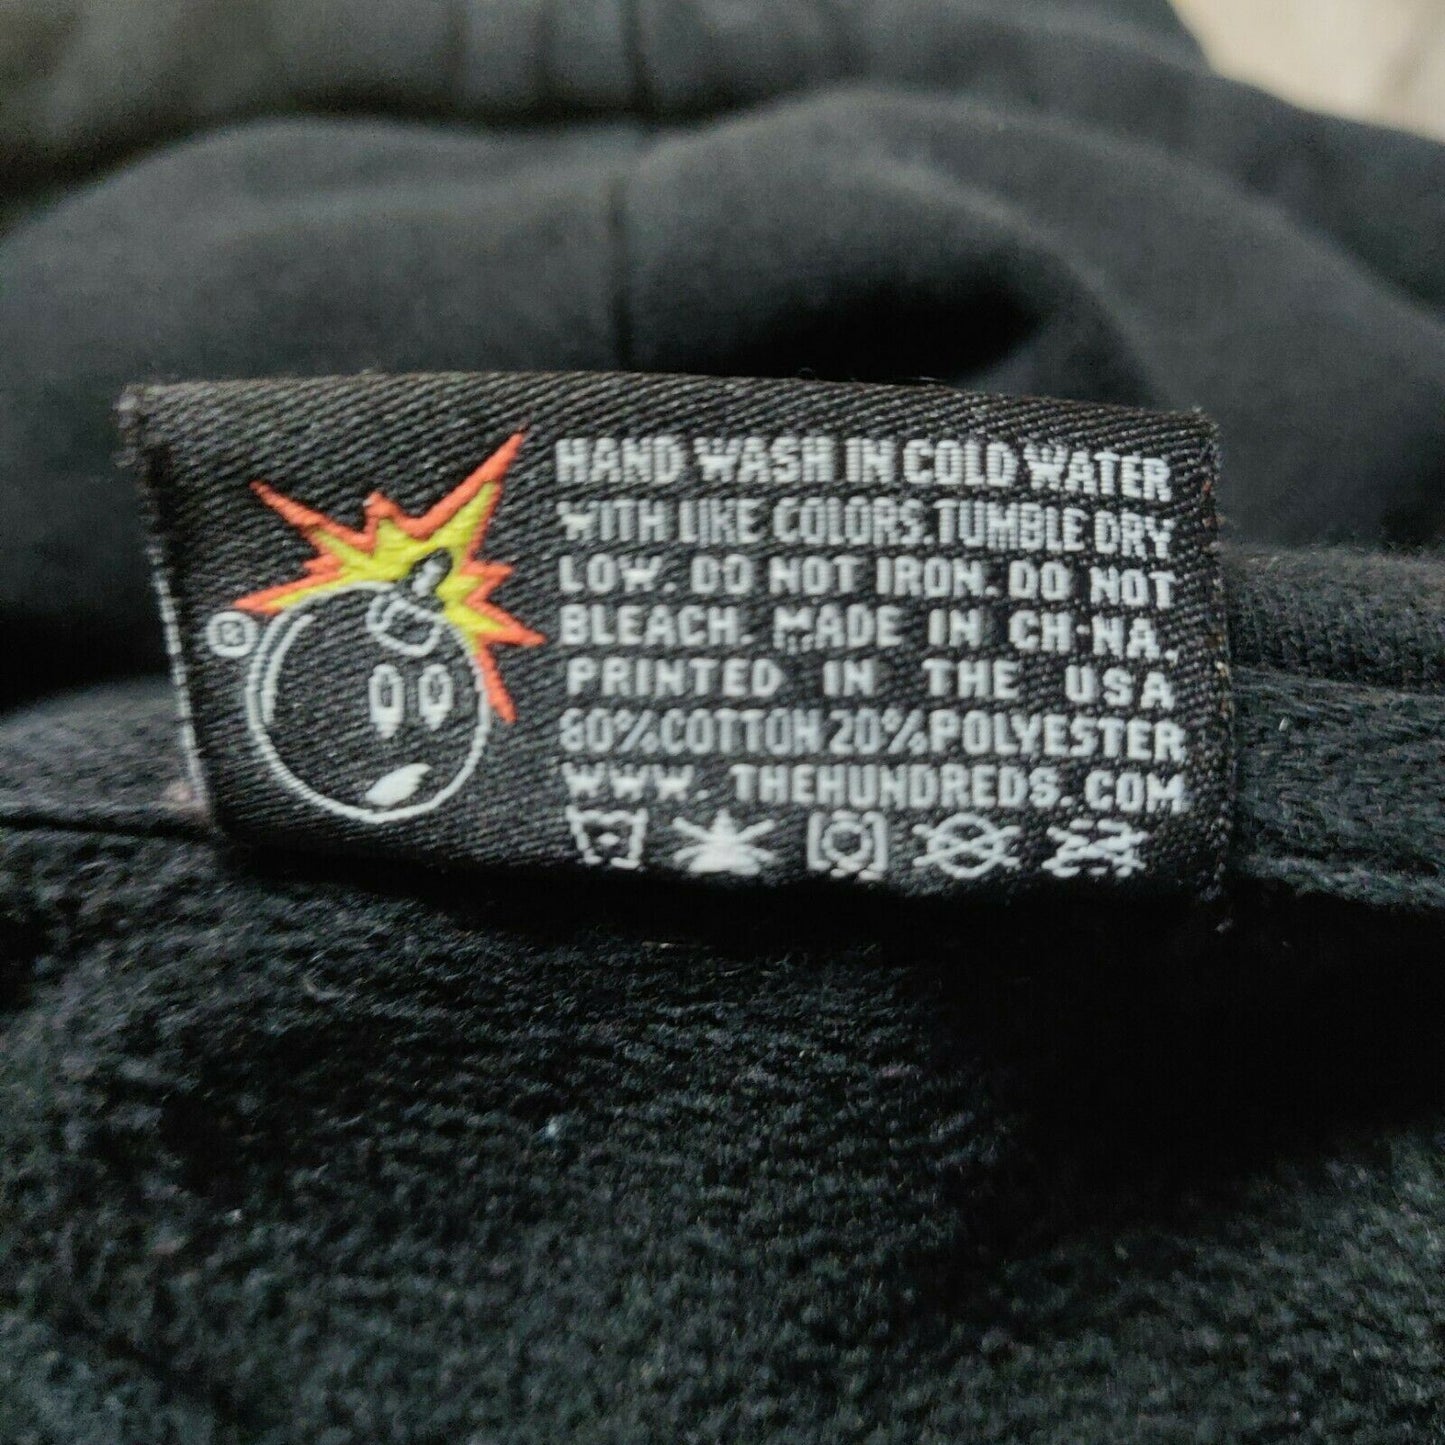 HAND WASH IN COLD WATER
WITH LIKE COLORS.TUMBLE DRY
LOW. DO NOT IRON. DO NOT
BLEACH. MADE IN CHINA,
PRINTED IN THE USA
80%COTTON 20%POLYESTER
WWW. THEHUNDREDS.COM
®